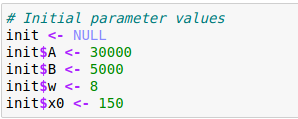 # Initial parameter values
init <- NULL
init$A <- 30000
init$B <- 5000
init$w <- 8
init$x0 <- 150